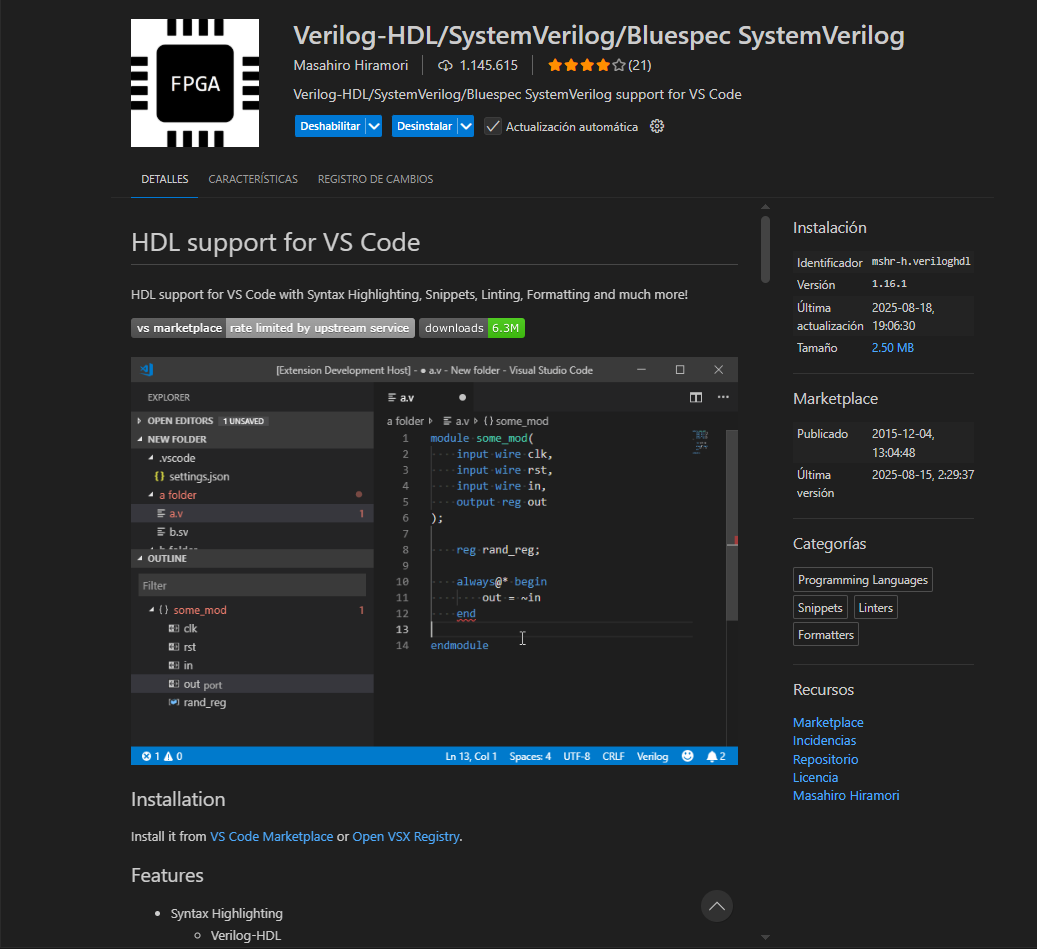 FPGA
Verilog-HDL/SystemVerilog/Bluespec SystemVerilog
Masahiro Hiramori 1.145.615 (21)
Verilog-HDL/SystemVerilog/Bluespec SystemVerilog support for VS Code
Deshabilitar Desinstalar Actualización automática
DETALLES CARACTERÍSTICAS REGISTRO DE CAMBIOS
HDL support for VS Code
HDL support for VS Code with Syntax Highlighting, Snippets, Linting, Formatting and much more!
vs marketplace rate limited by upstream service downloads 6.3M
[Extension Development Host] - ● a.v - New folder - Visual Studio Code
EXPLORER
OPEN EDITORS 1 UNSAVED
NEW FOLDER
.vscode
{} settings.json
a folder
a.v 1
b.sv
OUTLINE
Filter
{} some_mod 1
clk
rst
in
out port
rand_reg
a.v
a folder a.v {} some_mod
1 module some_mod(
2 input wire clk,
3 input wire rst,
4 input wire in,
5 output reg out
6 );
7
8 reg rand_reg;
9
10 always@* begin
11 out = ~in
12 end
13
14 endmodule
1 0 Ln 13, Col 1 Spaces: 4 UTF-8 CRLF Verilog 2
Installation
Install it from VS Code Marketplace or Open VSX Registry.
Features
• Syntax Highlighting
○ Verilog-HDL
Instalación
Identificador mshr-h.veriloghdl
Versión 1.16.1
Última actualización 2025-08-18, 19:06:30
Tamaño 2.50 MB
Marketplace
Publicado 2015-12-04, 13:04:48
Última versión 2025-08-15, 2:29:37
Categorías
Programming Languages
Snippets Linters
Formatters
Recursos
Marketplace
Incidencias
Repositorio
Licencia
Masahiro Hiramori